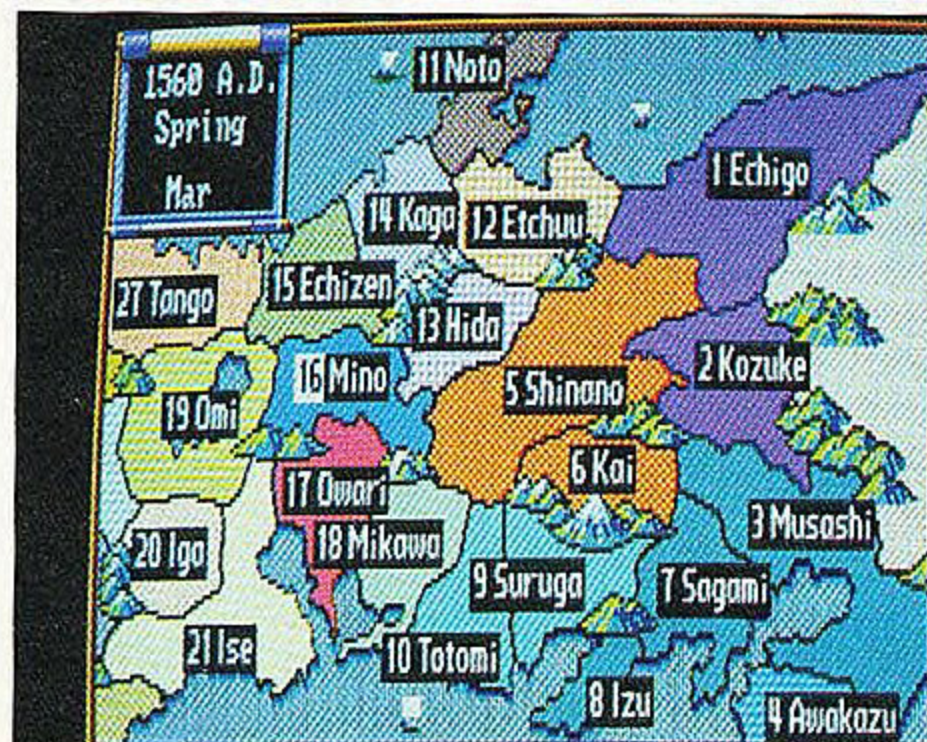 1560 A.D.
Spring
Mar
11 Noto
1 Echigo
14 Kaga
12 Etchuu
27 Tango
15 Echizen
13 Hida
16 Mino
5 Shinano
2 Kozuke
19 Omi
6 Kai
17 Owari
3 Musashi
20 Iga
18 Mikawa
9 Suruga
7 Sagami
21 Ise
10 Totomi
8 Izu
4 Awakazu